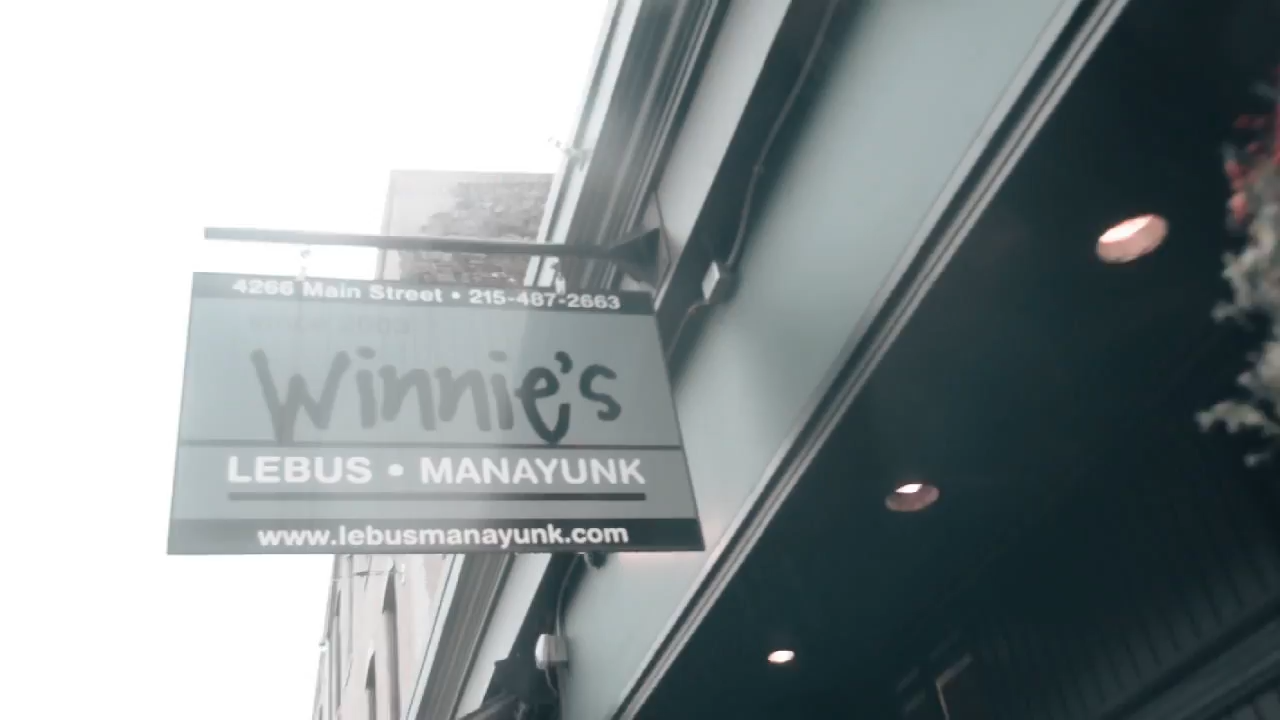 4266 Main Street • 215-487-2663
Winnie's
LEBUS • MANAYUNK
www.lebusmanayunk.com